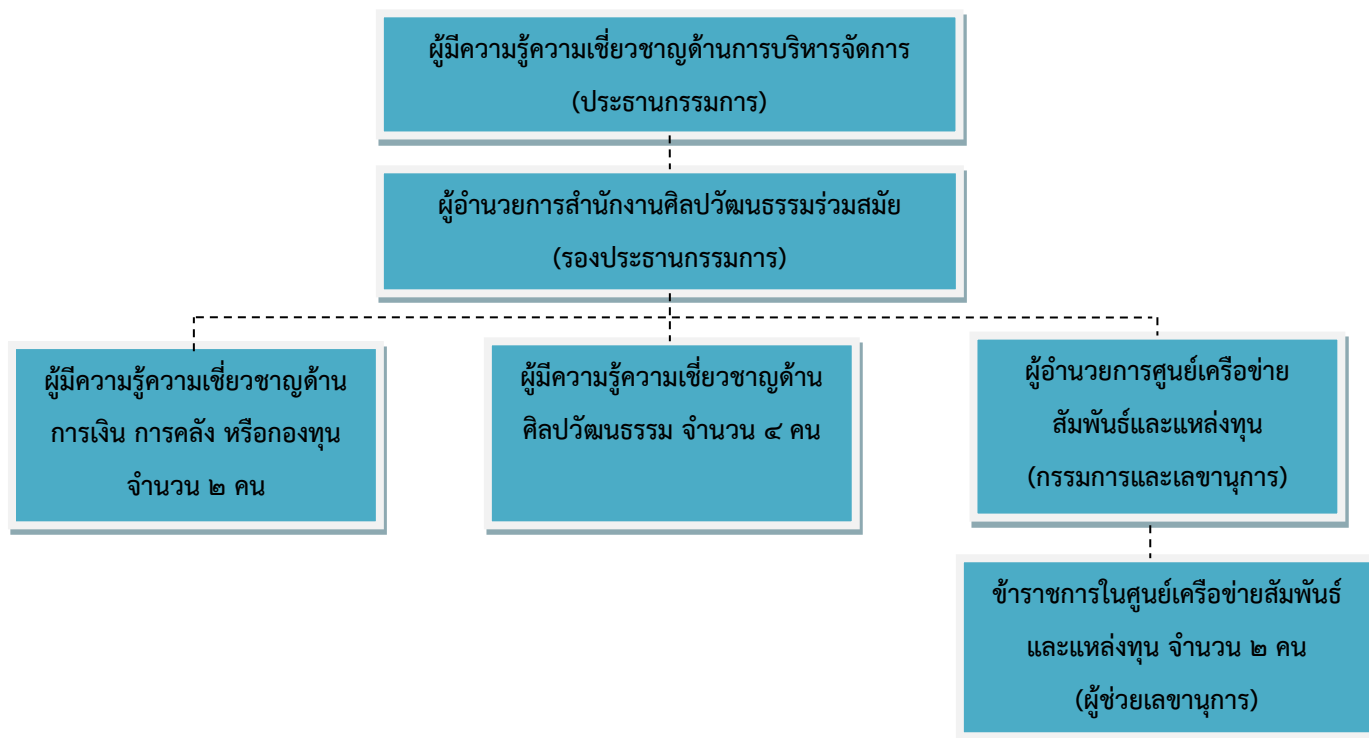 ผู้มีความรู้ความเชี่ยวชาญด้านการบริหารจัดการ
(ประธานกรรมการ)
ผู้อำนวยการสำนักงานศิลปวัฒนธรรมร่วมสมัย
(รองประธานกรรมการ)
ผู้มีความรู้ความเชี่ยวชาญด้าน
การเงิน การคลัง หรือกองทุน
จำนวน ๒ คน
ผู้มีความรู้ความเชี่ยวชาญด้าน
ศิลปวัฒนธรรม จำนวน ๔ คน
ผู้อำนวยการศูนย์เครือข่าย
สัมพันธ์และแหล่งทุน
(กรรมการและเลขานุการ)
ข้าราชการในศูนย์เครือข่ายสัมพันธ์
และแหล่งทุน จำนวน ๒ คน
(ผู้ช่วยเลขานุการ)